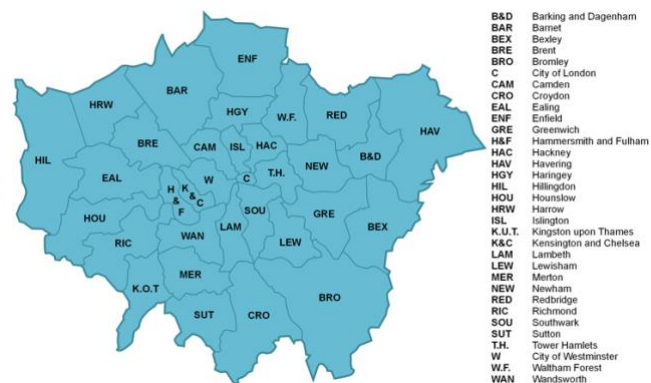 ENF
BAR
HRW
HGY
W.F.
RED
HAV
BRE
CAM
ISL
HAC
HIL
EAL
W
C
T.H.
NEW
B&D
H
&
F
K
&
C
HOU
SOU
GRE
BEX
RIC
WAN
LAM
LEW
MER
K.O.T
BRO
SUT
CRO
B&D Barking and Dagenham
BAR Barnet
BEX Bexley
BRE Brent
BRO Bromley
C City of London
CAM Camden
CRO Croydon
EAL Ealing
ENF Enfield
GRE Greenwich
H&F Hammersmith and Fulham
HAC Hackney
HAV Havering
HGY Haringey
HIL Hillingdon
HOU Hounslow
HRW Harrow
ISL Islington
K.U.T. Kingston upon Thames
K&C Kensington and Chelsea
LAM Lambeth
LEW Lewisham
MER Merton
NEW Newham
RED Redbridge
RIC Richmond
SOU Southwark
SUT Sutton
T.H. Tower Hamlets
W City of Westminster
W.F. Waltham Forest
WAN Wandsworth